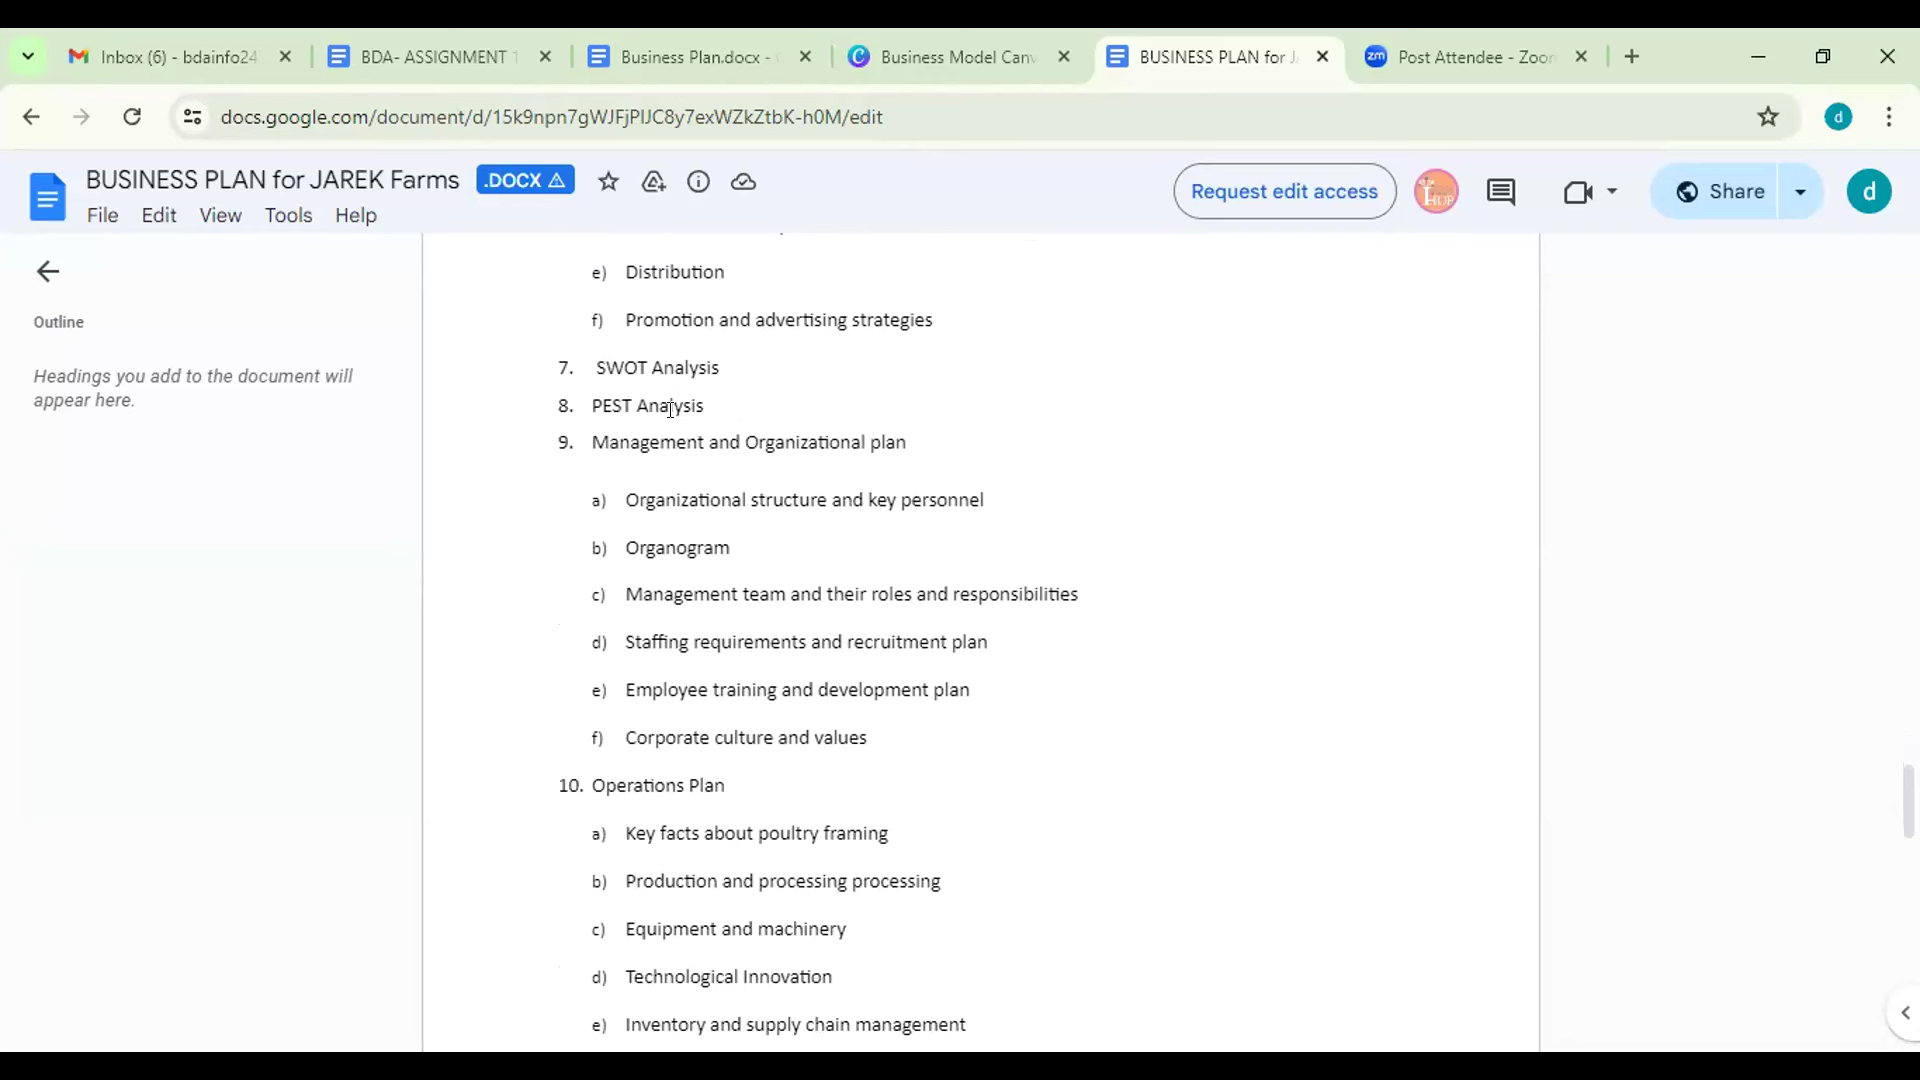 Inbox (6) - bdainfo24
BDA- ASSIGNMENT 1
Business Plan.docx -
Business Model Canv
BUSINESS PLAN for J
Post Attendee - Zoom
docs.google.com/document/d/15k9npn7gWJFjPlJC8y7exWZkZtbK-h0M/edit
d
BUSINESS PLAN for JAREK Farms
.DOCX
File Edit View Tools Help
Request edit access
HUB
Share
d
Outline
Headings you add to the document will
appear here.
e) Distribution
f) Promotion and advertising strategies
7. SWOT Analysis
8. PEST Analysis
9. Management and Organizational plan
a) Organizational structure and key personnel
b) Organogram
c) Management team and their roles and responsibilities
d) Staffing requirements and recruitment plan
e) Employee training and development plan
f) Corporate culture and values
10. Operations Plan
a) Key facts about poultry framing
b) Production and processing processing
c) Equipment and machinery
d) Technological Innovation
e) Inventory and supply chain management